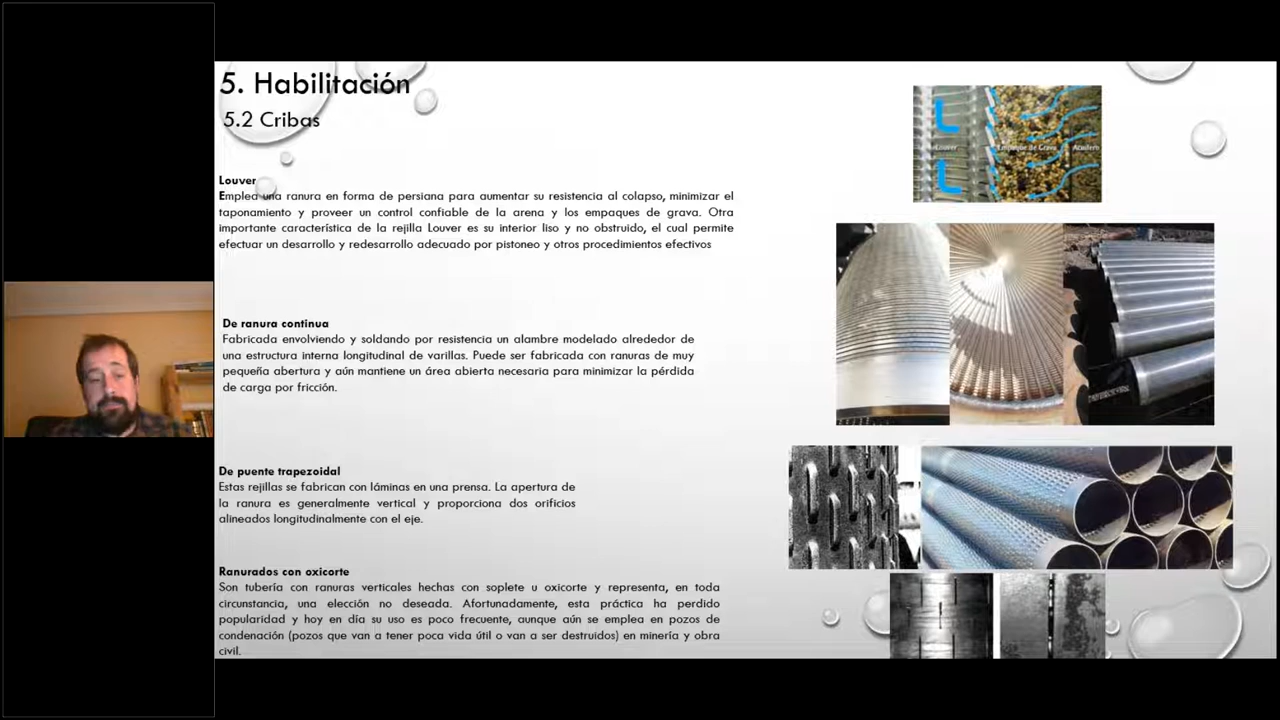 5. Habilitación
5.2 Cribas
Louver
Emplea una ranura en forma de persiana para aumentar su resistencia al colapso, minimizar el
taponamiento y proveer un control confiable de la arena y los empaques de grava. Otra
importante característica de la rejilla Louver es su interior liso y no obstruido, el cual permite
efectuar un desarrollo y redesarrollo adecuado por pistoneo y otros procedimientos efectivos
Louver
Empaque de Grava
Acuífero
De ranura continua
Fabricada envolviendo y soldando por resistencia un alambre modelado alrededor de
una estructura interna longitudinal de varillas. Puede ser fabricada con ranuras de muy
pequeña abertura y aún mantiene un área abierta necesaria para minimizar la pérdida
de carga por fricción.
De puente trapezoidal
Estas rejillas se fabrican con láminas en una prensa. La apertura de
la ranura es generalmente vertical y proporciona dos orificios
alineados longitudinalmente con el eje.
Ranurados con oxicorte
Son tubería con ranuras verticales hechas con soplete u oxicorte y representa, en toda
circunstancia, una elección no deseada. Afortunadamente, esta práctica ha perdido
popularidad y hoy en día su uso es poco frecuente, aunque aún se emplea en pozos de
condenación (pozos que van a tener poca vida útil o van a ser destruidos) en minería y obra
civil.